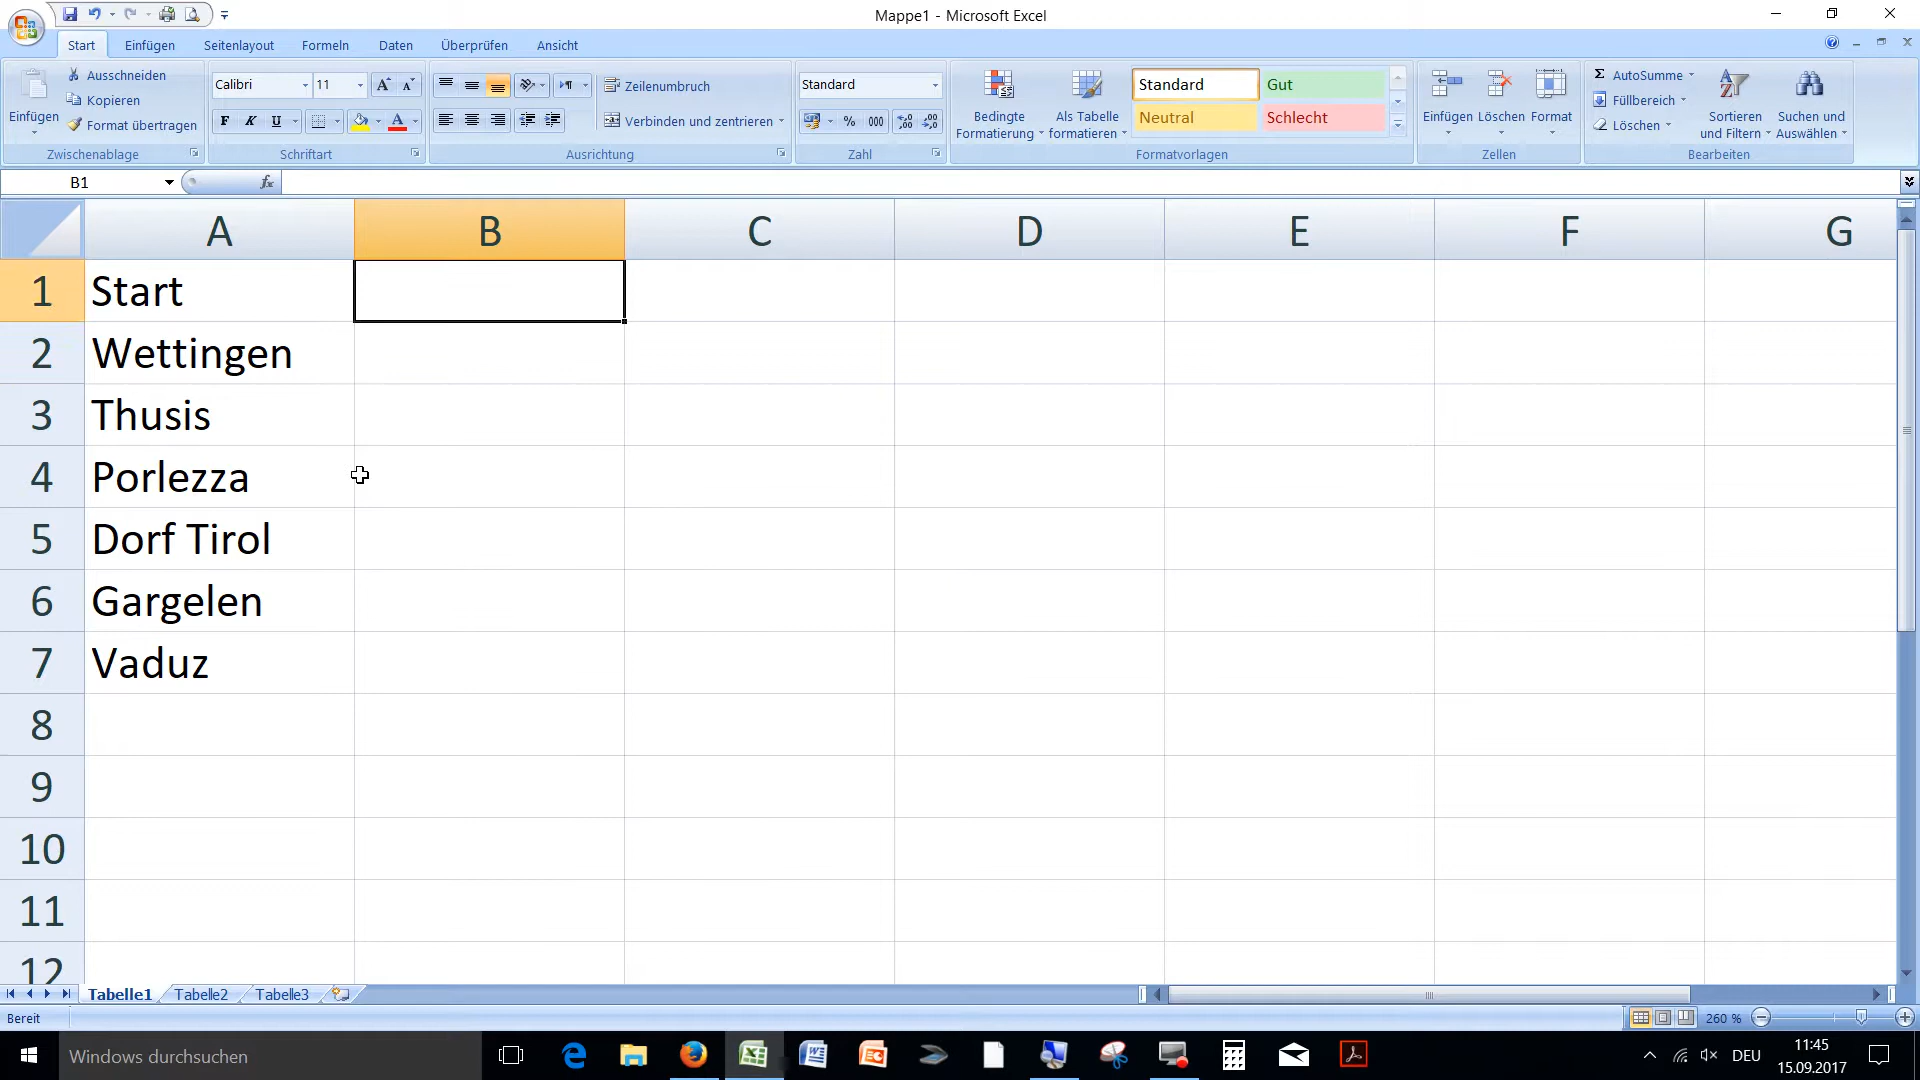 Mappe1 - Microsoft Excel
Start Einfügen Seitenlayout Formeln Daten Überprüfen Ansicht
Einfügen
Ausschneiden
Kopieren
Format übertragen
Zwischenablage
Calibri 11
F K U
Schriftart
Zeilenumbruch
Verbinden und zentrieren
Ausrichtung
Standard
% 000
Zahl
Bedingte Formatierung
Als Tabelle formatieren
Standard Gut
Neutral Schlecht
Formatvorlagen
Einfügen Löschen Format
Zellen
Σ AutoSumme
Füllbereich
Löschen
Sortieren und Filtern
Suchen und Auswählen
Bearbeiten
B1 fx
A B C D E F G
1 Start
2 Wettingen
3 Thusis
4 Porlezza
5 Dorf Tirol
6 Gargelen
7 Vaduz
8
9
10
11
12
Tabelle1 Tabelle2 Tabelle3
Bereit 260 %
Windows durchsuchen DEU 11:45
15.09.2017